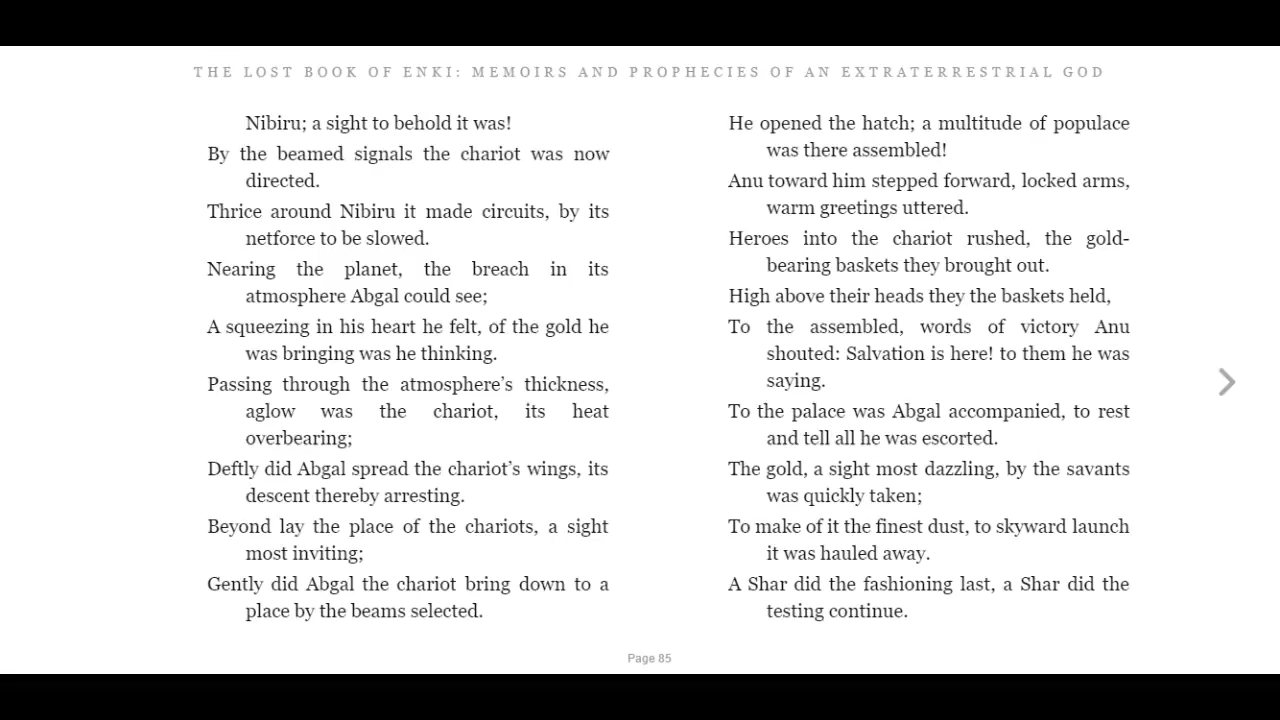 THE LOST BOOK OF ENKI: MEMOIRS AND PROPHECIES OF AN EXTRATERRESTRIAL GOD
Nibiru; a sight to behold it was!
By the beamed signals the chariot was now
directed.
Thrice around Nibiru it made circuits, by its
netforce to be slowed.
Nearing the planet, the breach in its
atmosphere Abgal could see;
A squeezing in his heart he felt, of the gold he
was bringing was he thinking.
Passing through the atmosphere’s thickness,
aglow was the chariot, its heat
overbearing;
Deftly did Abgal spread the chariot’s wings, its
descent thereby arresting.
Beyond lay the place of the chariots, a sight
most inviting;
Gently did Abgal the chariot bring down to a
place by the beams selected.
He opened the hatch; a multitude of populace
was there assembled!
Anu toward him stepped forward, locked arms,
warm greetings uttered.
Heroes into the chariot rushed, the gold-
bearing baskets they brought out.
High above their heads they the baskets held,
To the assembled, words of victory Anu
shouted: Salvation is here! to them he was
saying.
To the palace was Abgal accompanied, to rest
and tell all he was escorted.
The gold, a sight most dazzling, by the savants
was quickly taken;
To make of it the finest dust, to skyward launch
it was hauled away.
A Shar did the fashioning last, a Shar did the
testing continue.
Page 85